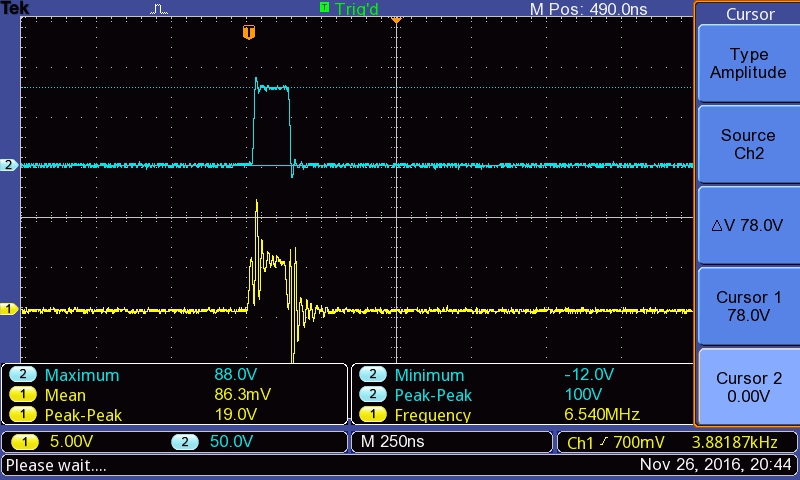 Tek
T Trig'd
M Pos: 490.0ns
Cursor
T
Type
Amplitude
Source
Ch2
2
△V 78.0V
Cursor 1
78.0V
1
Cursor 2
0.00V
2 Maximum 88.0V
1 Mean 86.3mV
1 Peak-Peak 19.0V
2 Minimum -12.0V
2 Peak-Peak 100V
1 Frequency 6.540MHz
1 5.00V 2 50.0V M 250ns Ch1 700mV 3.88187kHz
Please wait.... Nov 26, 2016, 20:44